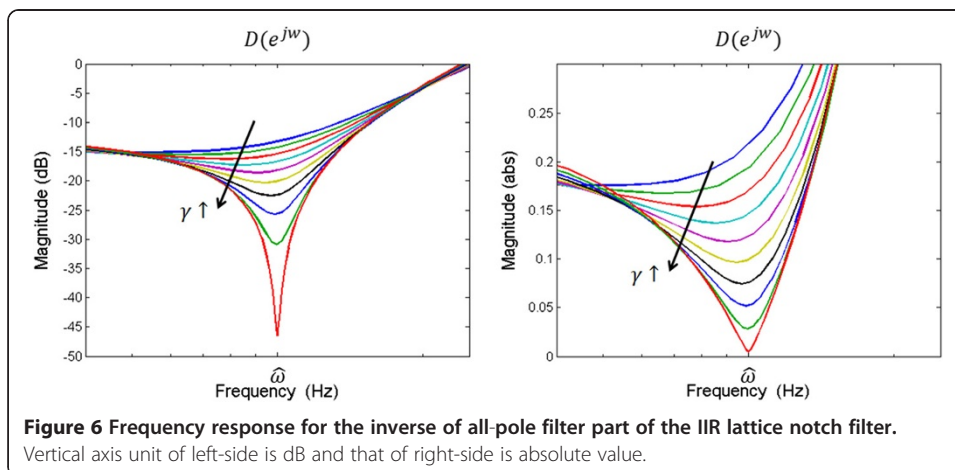 D(e^{jw})
0
-5
-10
-15
-20
-25
-30
-35
-40
-45
-50
Magnitude (dB)
γ ↑
ω̂
Frequency (Hz)
D(e^{jw})
0.25
0.2
0.15
0.1
0.05
0
Magnitude (abs)
γ ↑
ω̂
Frequency (Hz)
Figure 6 Frequency response for the inverse of all-pole filter part of the IIR lattice notch filter.
Vertical axis unit of left-side is dB and that of right-side is absolute value.